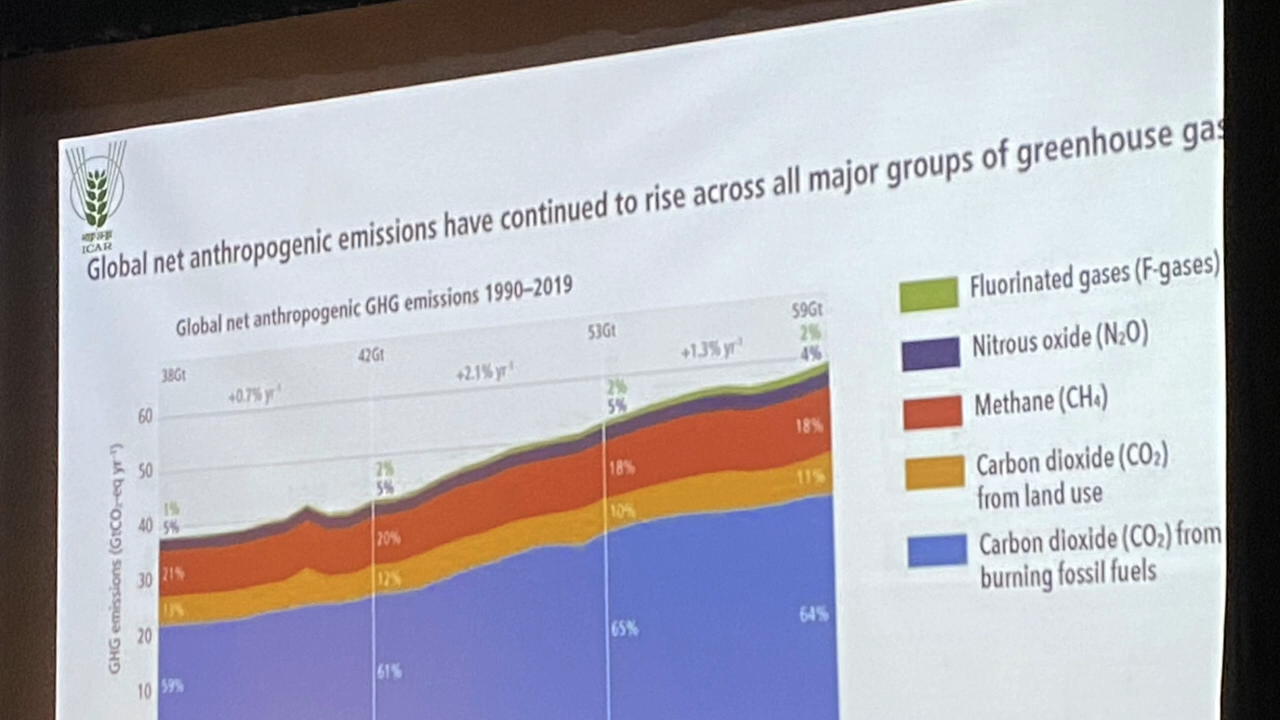 ICAR
Global net anthropogenic emissions have continued to rise across all major groups of greenhouse gas
Global net anthropogenic GHG emissions 1990–2019
38Gt
42Gt
53Gt
59Gt
+0.7% yr⁻¹
+2.1% yr⁻¹
+1.3% yr⁻¹
GHG emissions (GtCO₂-eq yr⁻¹)
60
50
40
30
20
10
1%
5%
21%
13%
59%
2%
5%
20%
12%
61%
2%
5%
18%
10%
65%
2%
4%
18%
11%
64%
Fluorinated gases (F-gases)
Nitrous oxide (N₂O)
Methane (CH₄)
Carbon dioxide (CO₂)
from land use
Carbon dioxide (CO₂) from
burning fossil fuels